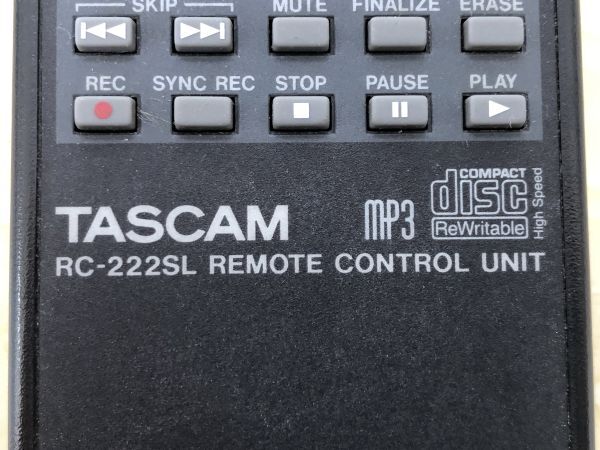 SKIP MUTE FINALIZE ERASE
REC SYNC REC STOP PAUSE PLAY
TASCAM MP3 COMPACT disc ReWritable High Speed
RC-222SL REMOTE CONTROL UNIT